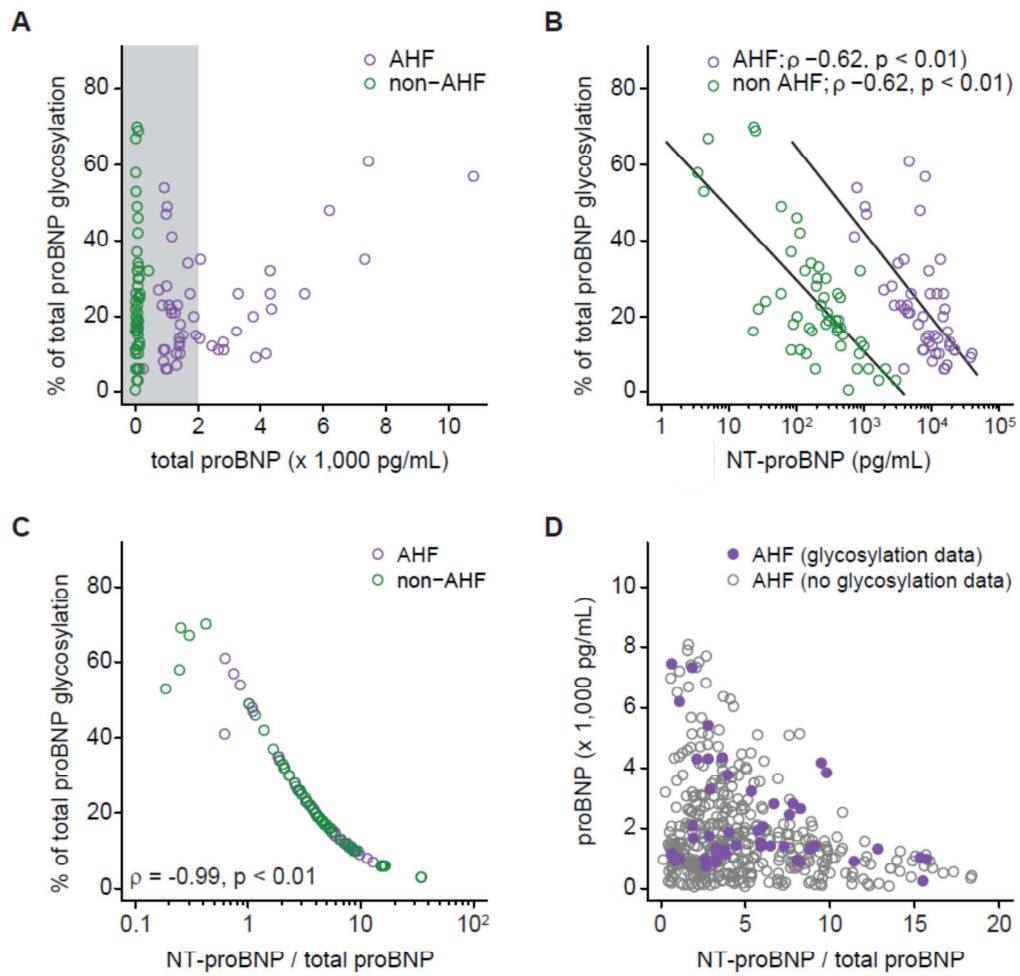 A
AHF
non−AHF
% of total proBNP glycosylation
80
60
40
20
0
0 2 4 6 8 10
total proBNP (x 1,000 pg/mL)
B
AHF; ρ −0.62, p < 0.01)
non AHF; ρ −0.62, p < 0.01)
% of total proBNP glycosylation
80
60
40
20
0
1 10 10² 10³ 10⁴ 10⁵
NT-proBNP (pg/mL)
C
AHF
non−AHF
% of total proBNP glycosylation
80
60
40
20
0
ρ = -0.99, p < 0.01
0.1 1 10 10²
NT-proBNP / total proBNP
D
AHF (glycosylation data)
AHF (no glycosylation data)
proBNP (x 1,000 pg/mL)
10
8
6
4
2
0
0 5 10 15 20
NT-proBNP / total proBNP